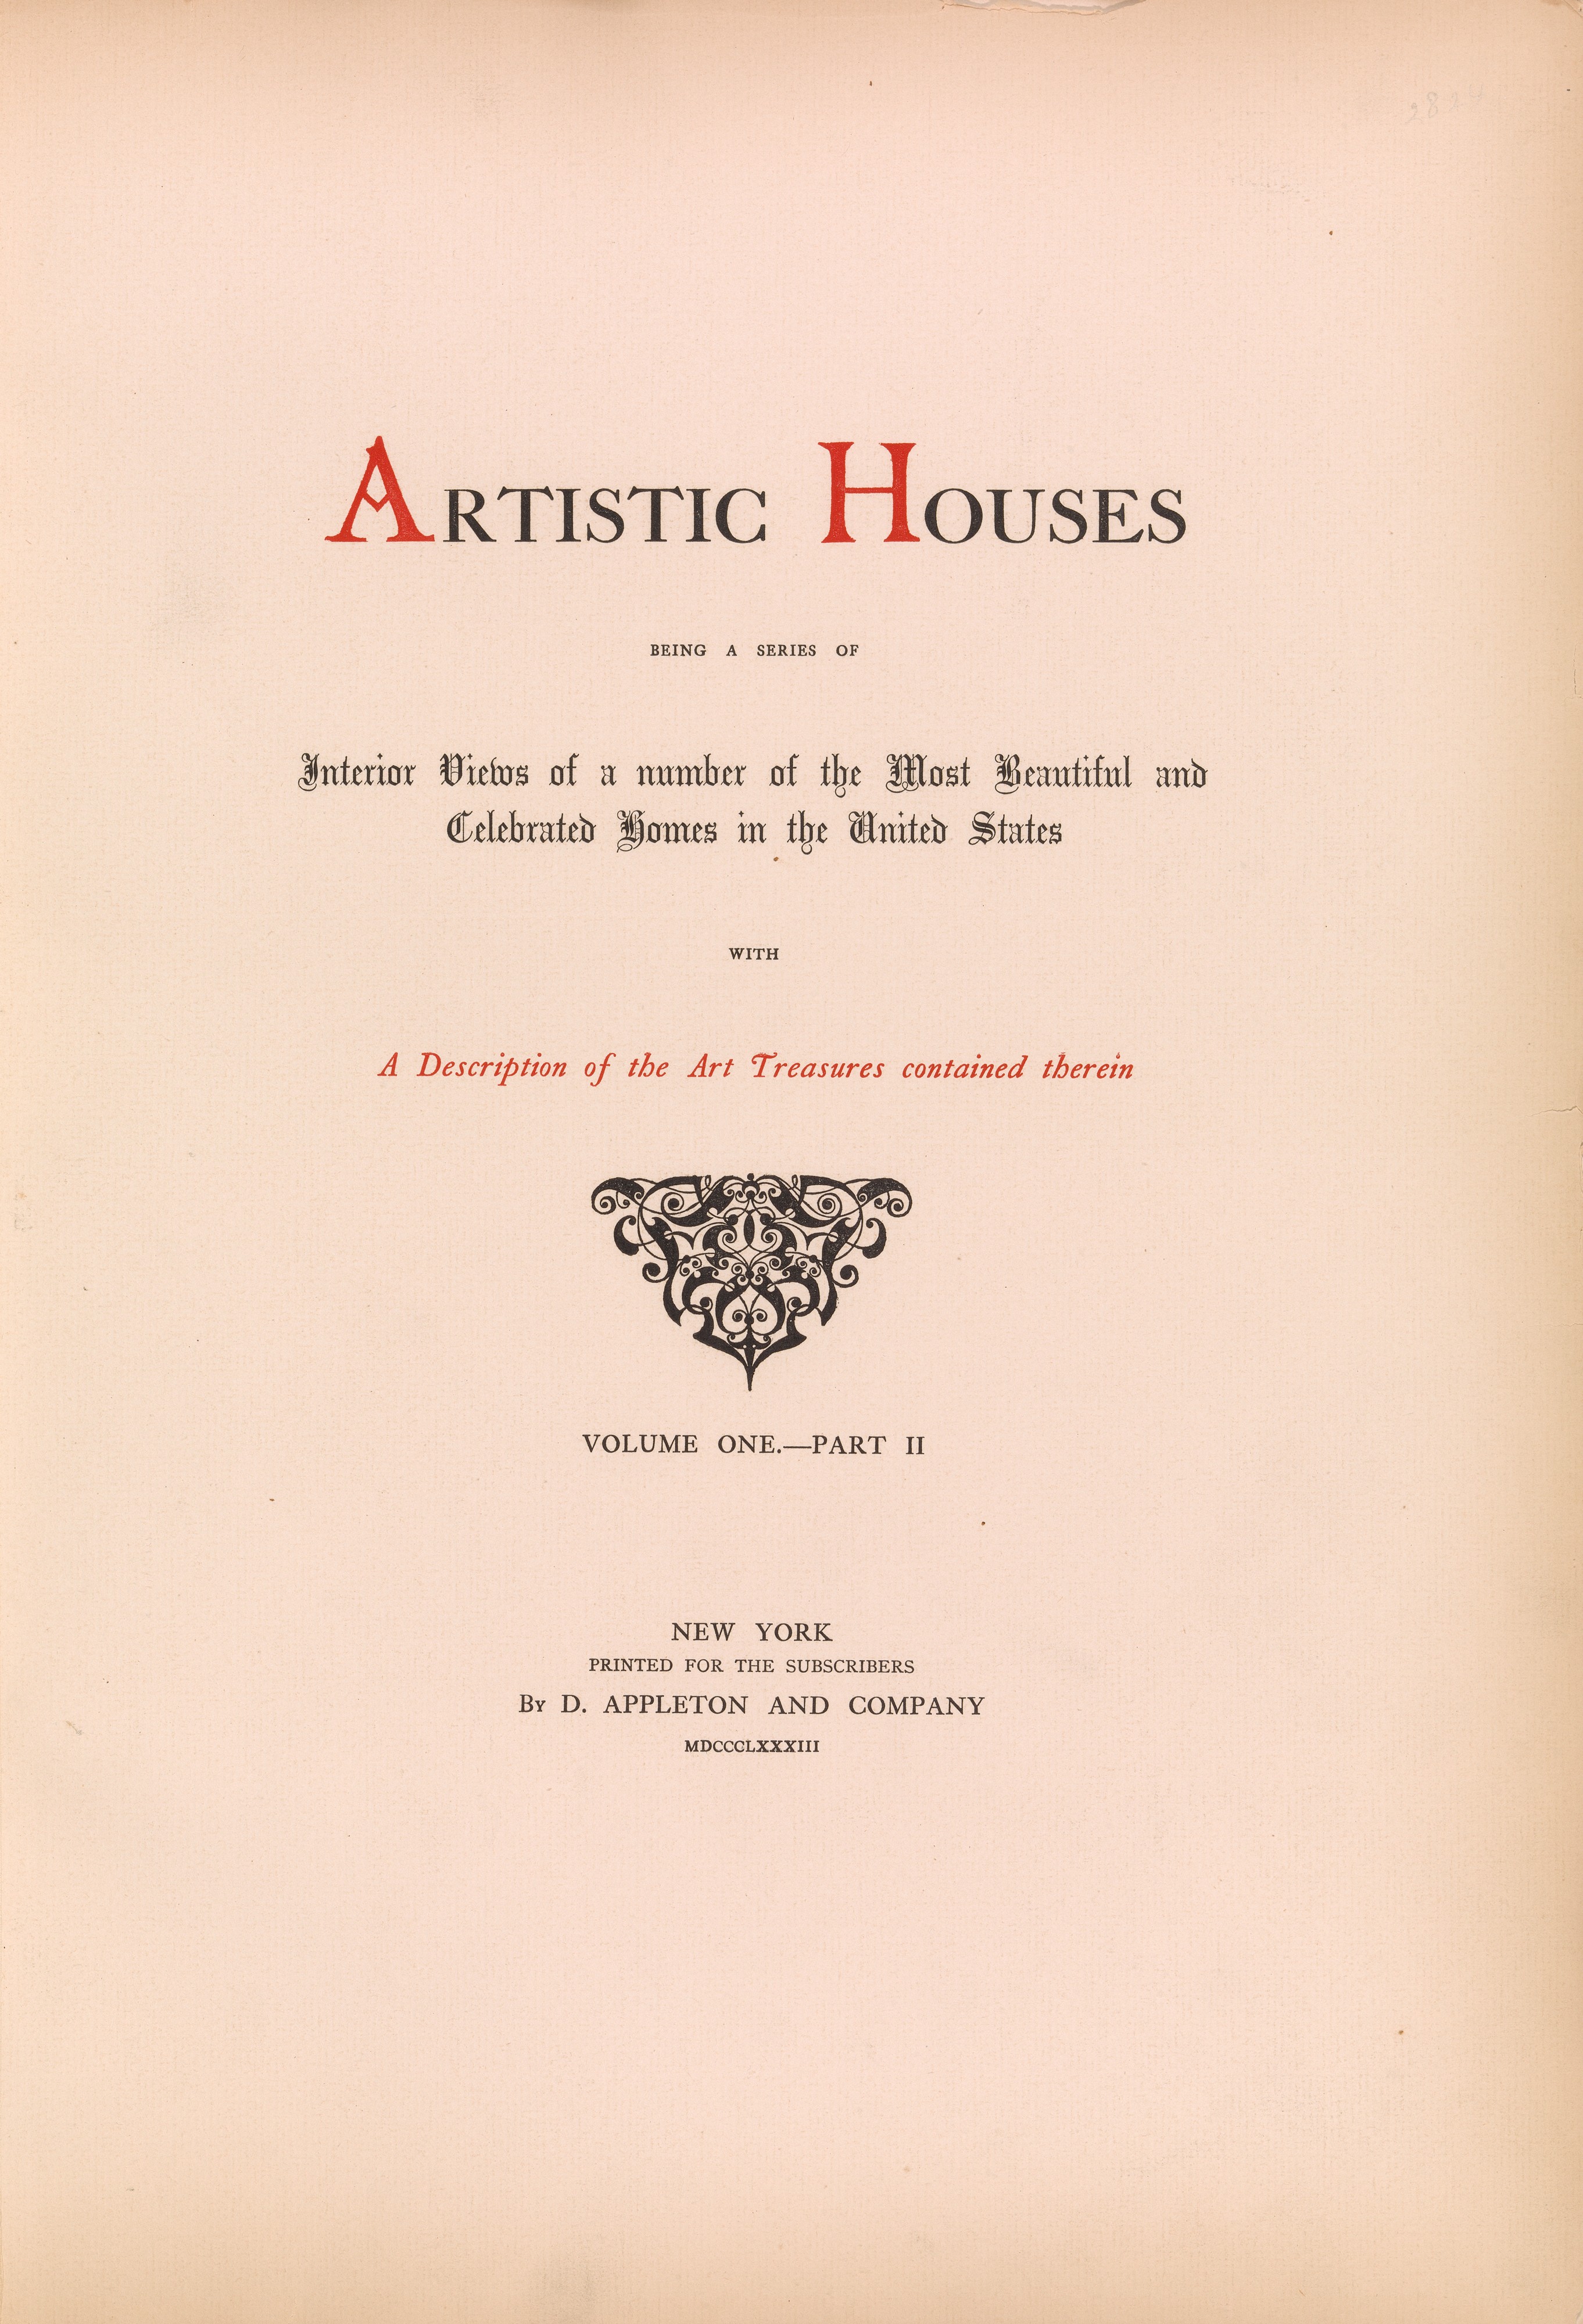 Artistic Houses
BEING A SERIES OF
Interior Views of a number of the Most Beautiful and
Celebrated Homes in the United States
WITH
A Description of the Art Treasures contained therein
VOLUME ONE.—PART II
NEW YORK
PRINTED FOR THE SUBSCRIBERS
By D. APPLETON AND COMPANY
MDCCCLXXXIII